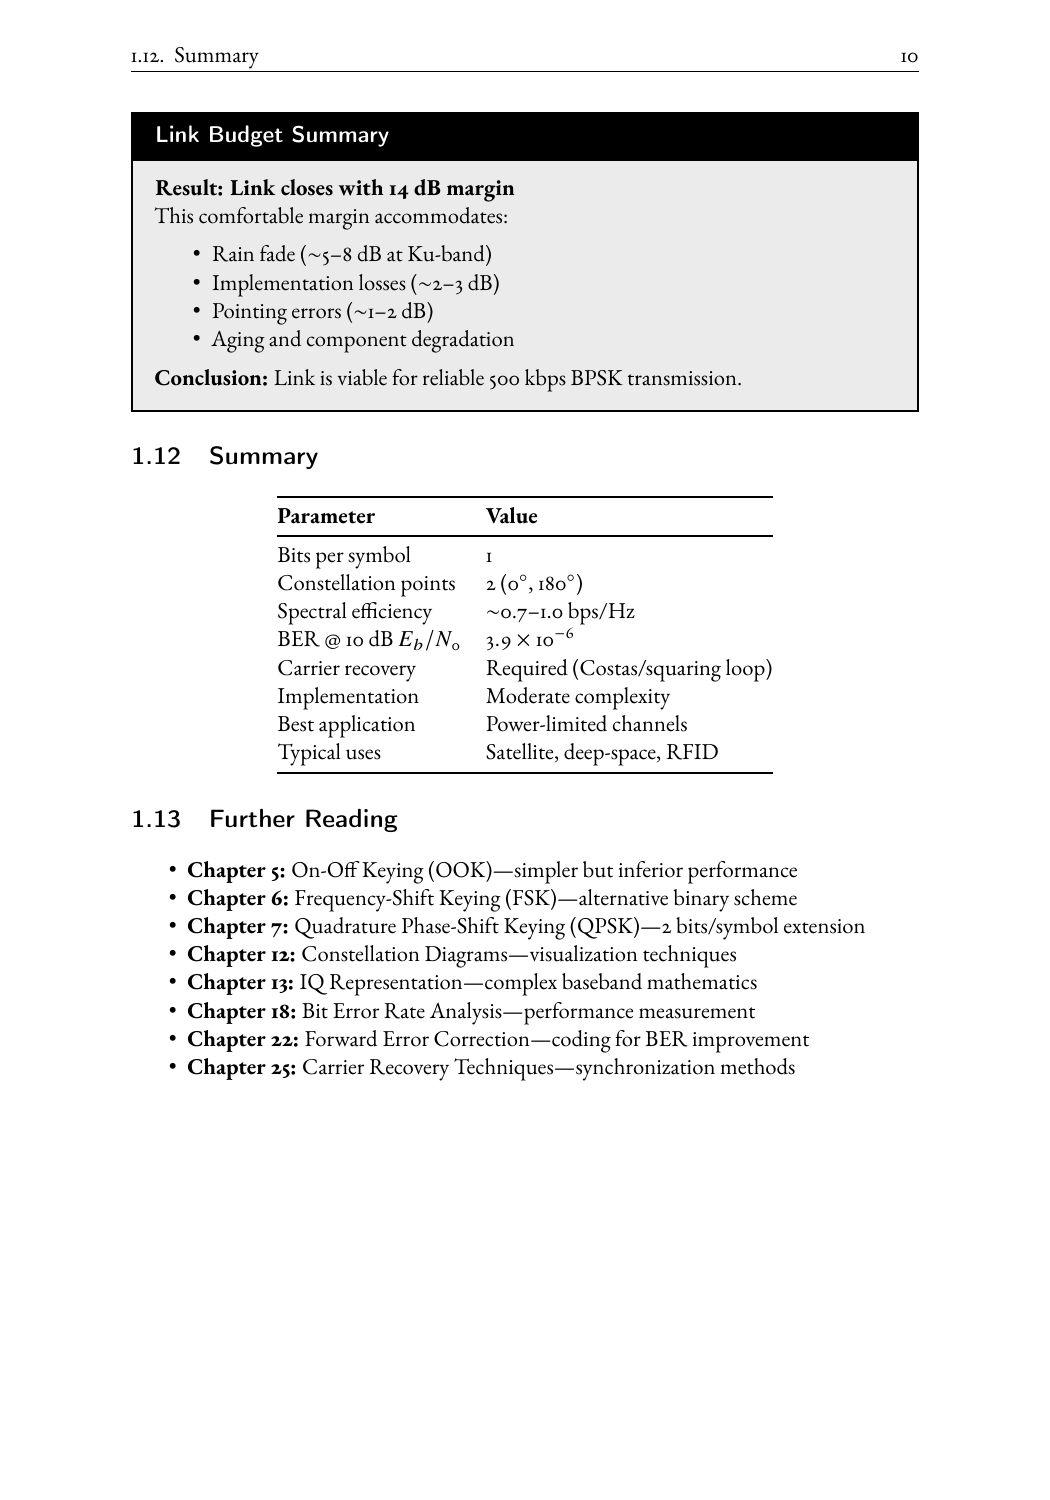 1.12. Summary 10
Link Budget Summary
Result: Link closes with 14 dB margin
This comfortable margin accommodates:
• Rain fade (∼5–8 dB at Ku-band)
• Implementation losses (∼2–3 dB)
• Pointing errors (∼1–2 dB)
• Aging and component degradation
Conclusion: Link is viable for reliable 500 kbps BPSK transmission.
1.12 Summary
Parameter Value
Bits per symbol 1
Constellation points 2 (0°, 180°)
Spectral efficiency ∼0.7–1.0 bps/Hz
BER @ 10 dB E_b/N_0 3.9 × 10^{−6}
Carrier recovery Required (Costas/squaring loop)
Implementation Moderate complexity
Best application Power-limited channels
Typical uses Satellite, deep-space, RFID
1.13 Further Reading
• Chapter 5: On-Off Keying (OOK)—simpler but inferior performance
• Chapter 6: Frequency-Shift Keying (FSK)—alternative binary scheme
• Chapter 7: Quadrature Phase-Shift Keying (QPSK)—2 bits/symbol extension
• Chapter 12: Constellation Diagrams—visualization techniques
• Chapter 13: IQ Representation—complex baseband mathematics
• Chapter 18: Bit Error Rate Analysis—performance measurement
• Chapter 22: Forward Error Correction—coding for BER improvement
• Chapter 25: Carrier Recovery Techniques—synchronization methods